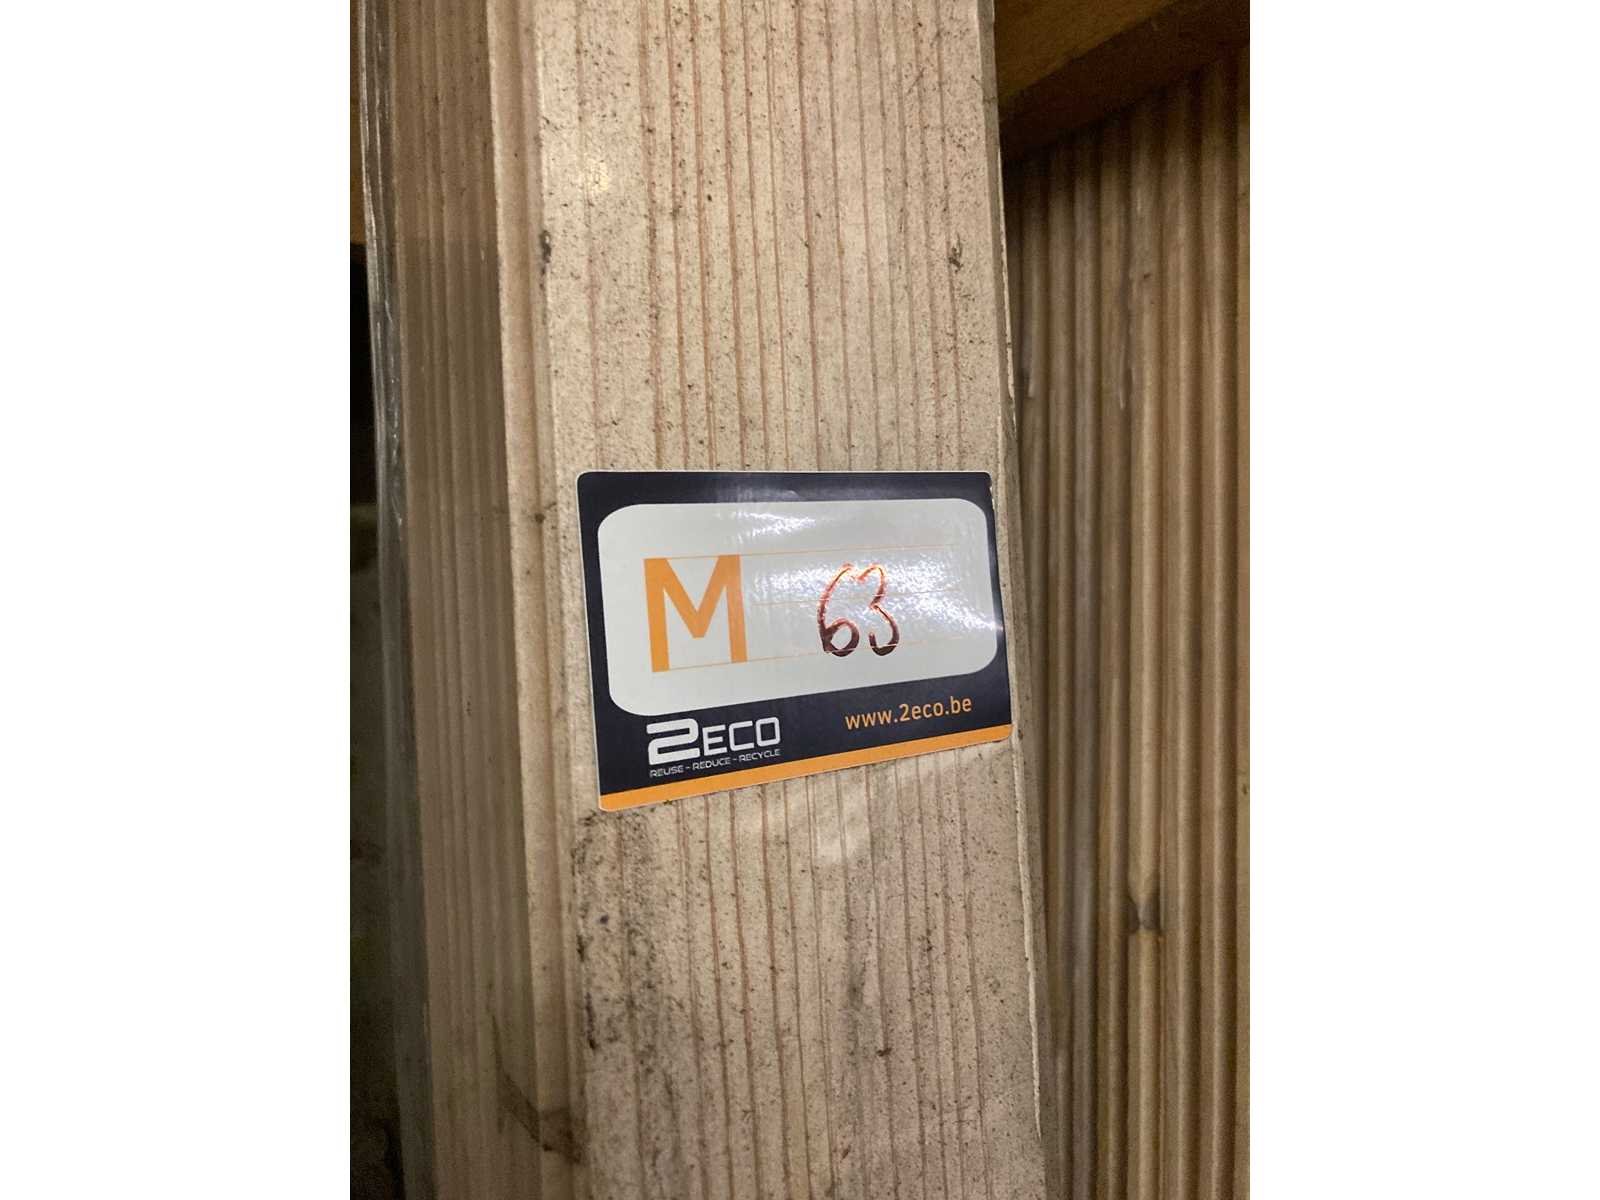 M 63
2ECO
www.2eco.be
REUSE - REDUCE - RECYCLE